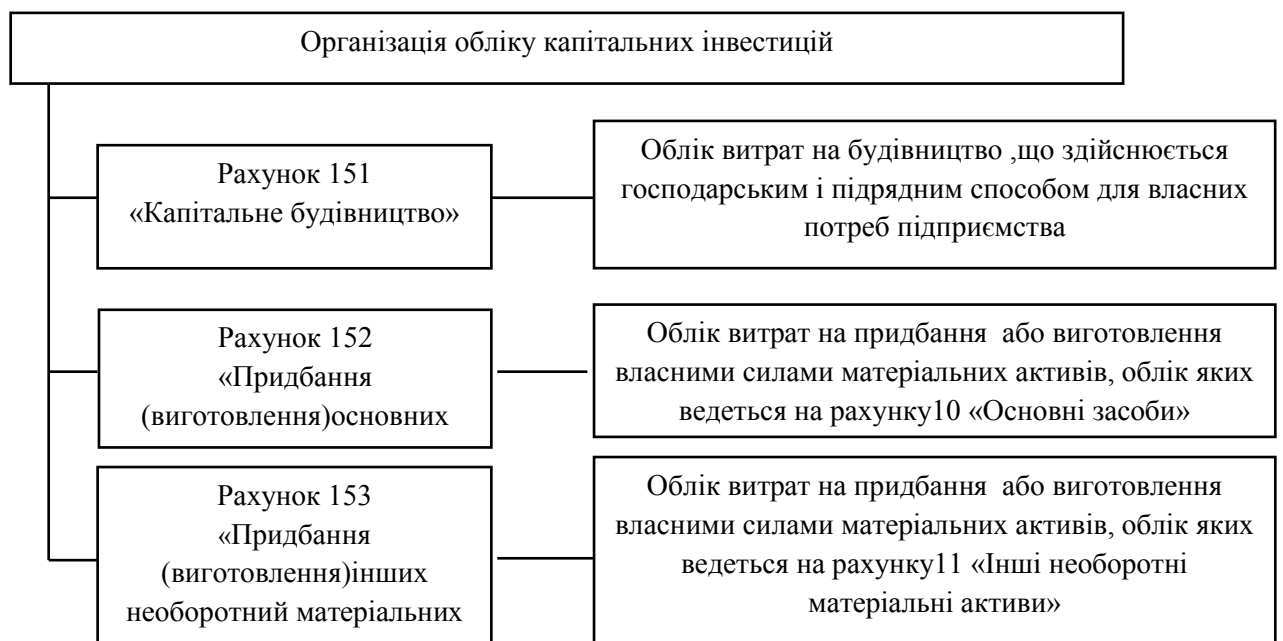 Організація обліку капітальних інвестицій
Рахунок 151
«Капітальне будівництво»
Облік витрат на будівництво ,що здійснюється
господарським і підрядним способом для власних
потреб підприємства
Рахунок 152
«Придбання
(виготовлення)основних
Облік витрат на придбання або виготовлення
власними силами матеріальних активів, облік яких
ведеться на рахунку10 «Основні засоби»
Рахунок 153
«Придбання
(виготовлення)інших
необоротний матеріальних
Облік витрат на придбання або виготовлення
власними силами матеріальних активів, облік яких
ведеться на рахунку11 «Інші необоротні
матеріальні активи»